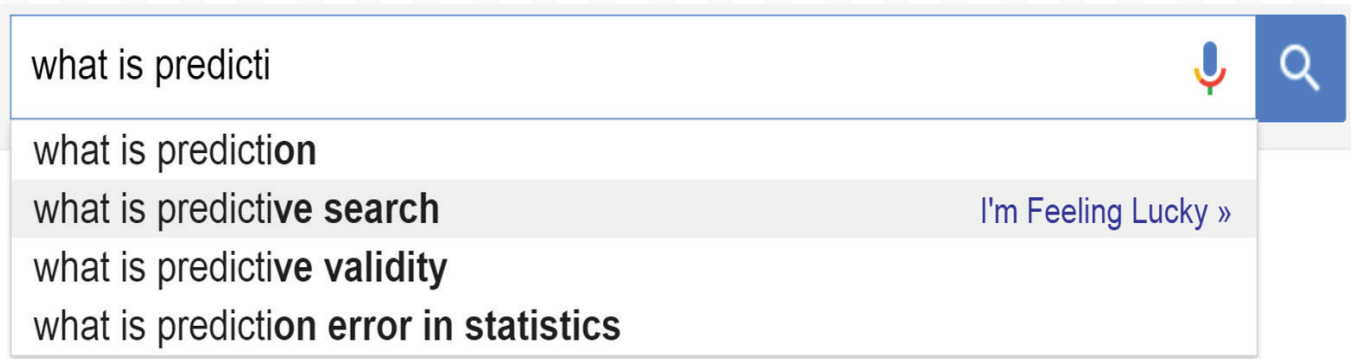 what is predicti
what is prediction
what is predictive search I'm Feeling Lucky »
what is predictive validity
what is prediction error in statistics